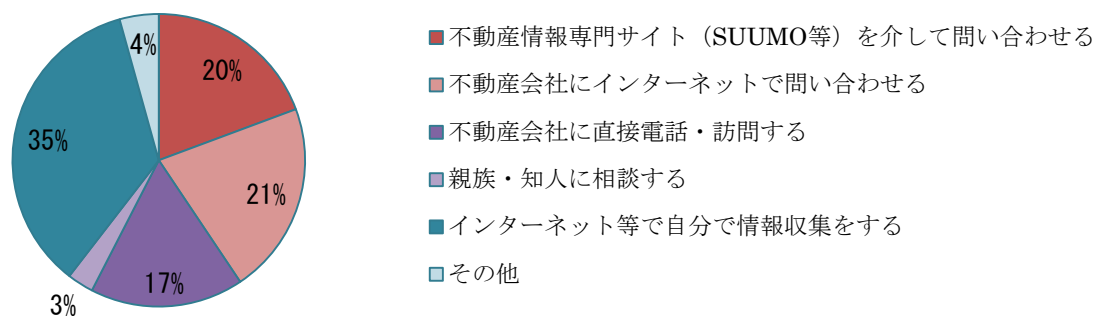 4%
20%
35%
21%
17%
3%
不動産情報専門サイト（SUUMO等）を介して問い合わせる
不動産会社にインターネットで問い合わせる
不動産会社に直接電話・訪問する
親族・知人に相談する
インターネット等で自分で情報収集をする
その他